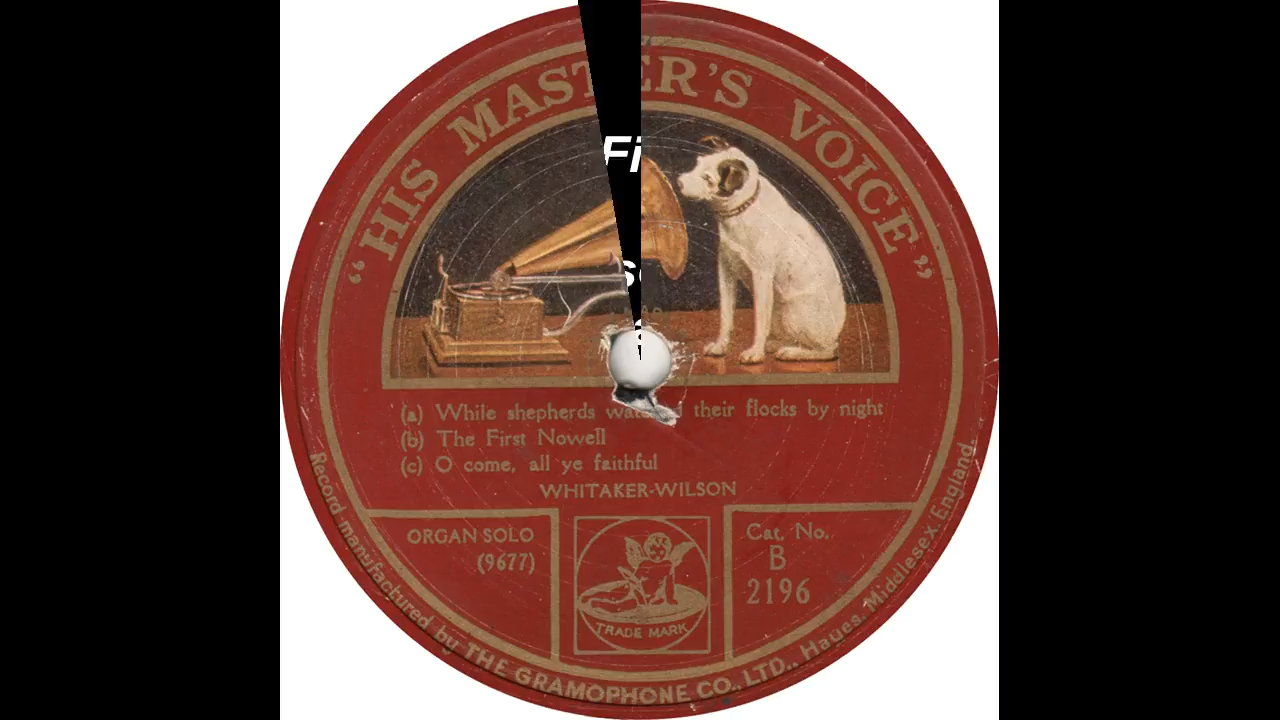 "HIS MASTER'S VOICE"
(a) While shepherds watched their flocks by night
(b) The First Nowell
(c) O come, all ye faithful
WHITAKER-WILSON
ORGAN SOLO
(9677)
Cat. No.
B
2196
TRADE MARK
Record manufactured by THE GRAMOPHONE CO., LTD., Hayes, Middlesex, England.